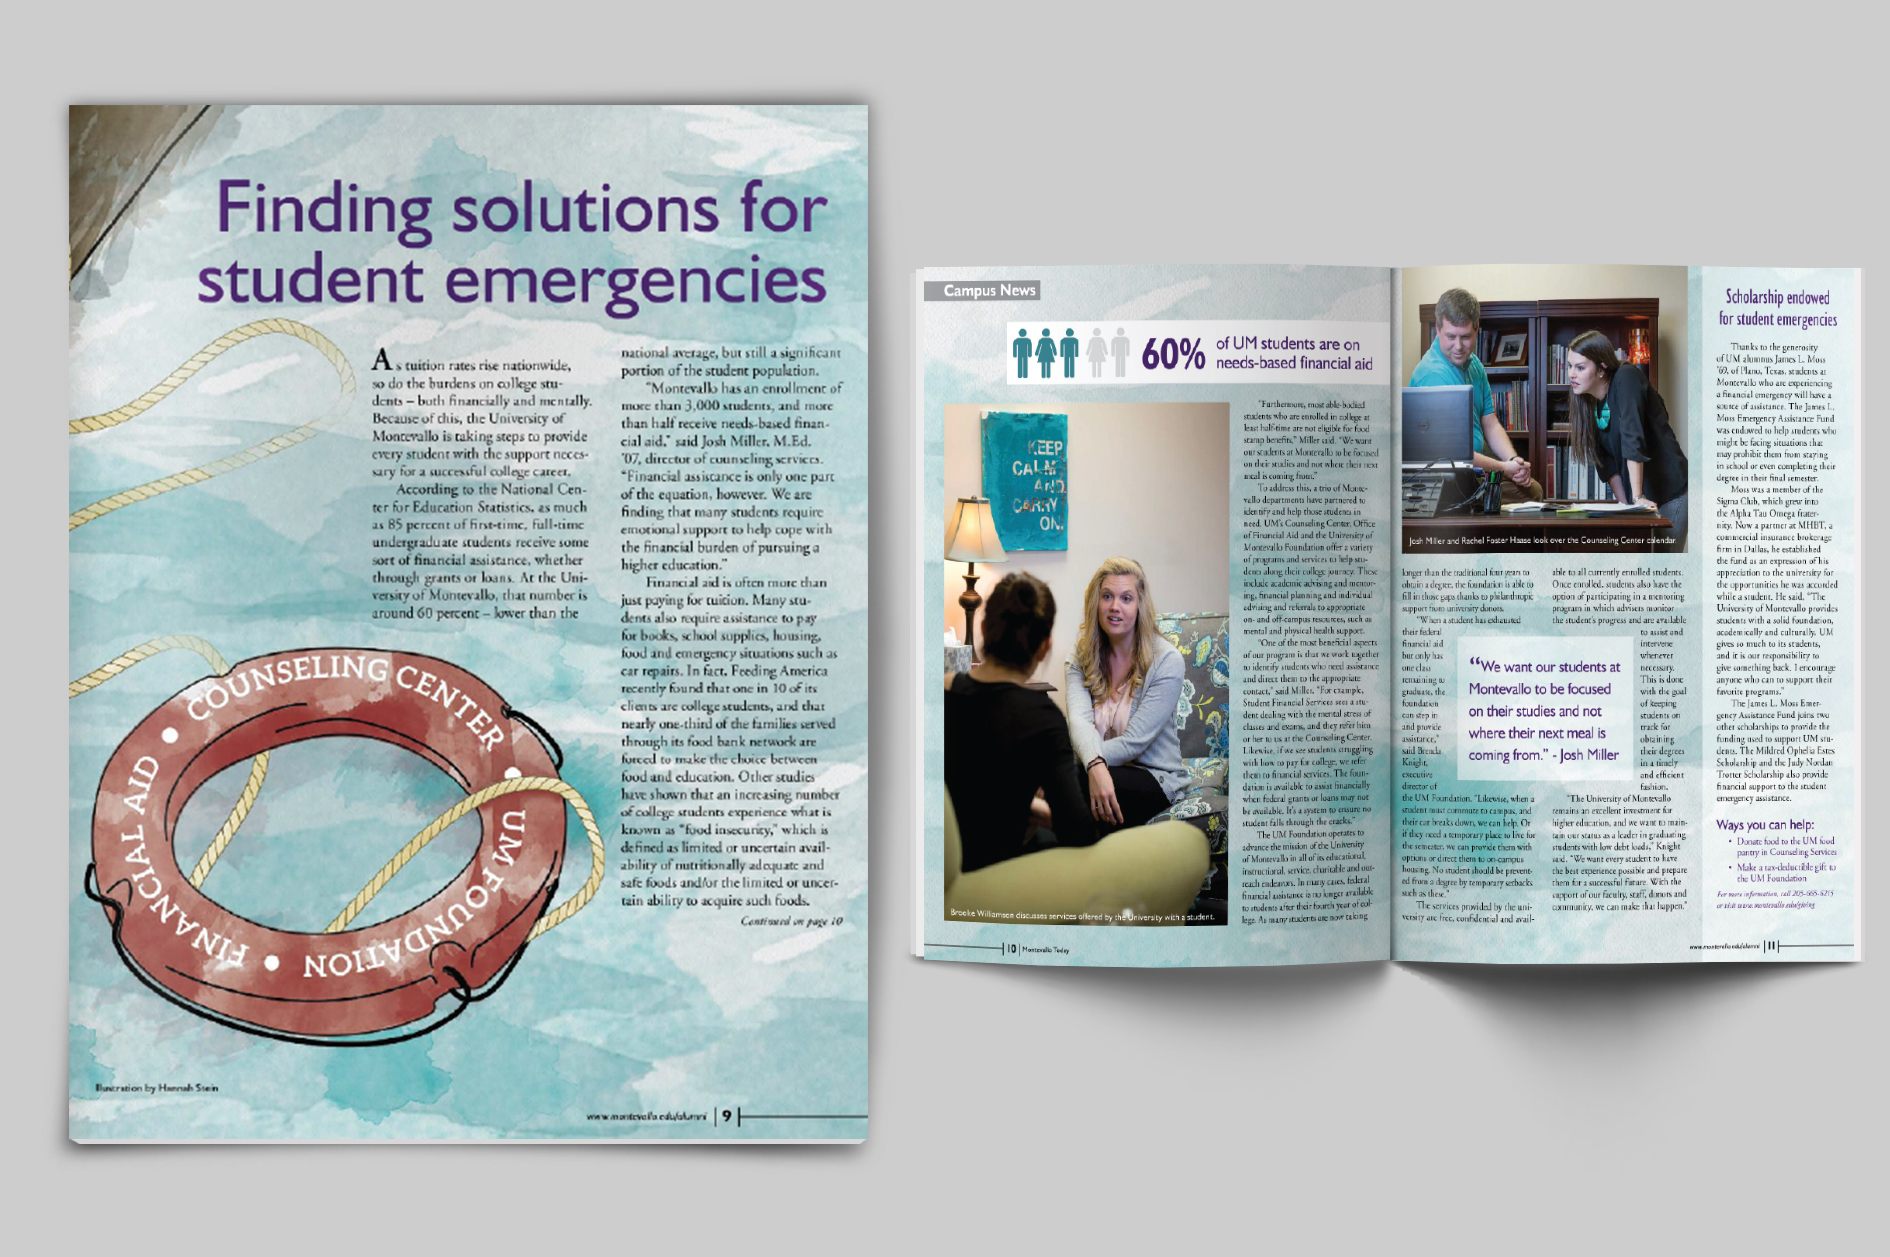 Finding solutions for
student emergencies
As tuition rates rise nationwide,
so do the burdens on college stu-
dents – both financially and mentally.
Because of this, the University of
Montevallo is taking steps to provide
every student with the support neces-
sary for a successful college career.
According to the National Cen-
ter for Education Statistics, as much
as 85 percent of first-time, full-time
undergraduate students receive some
sort of financial assistance, whether
through grants or loans. At the Uni-
versity of Montevallo, that number is
around 60 percent – lower than the
national average, but still a significant
portion of the student population.
"Montevallo has an enrollment of
more than 3,000 students, and more
than half receive needs-based finan-
cial aid," said Josh Miller, M.Ed.
'07, director of counseling services.
"Financial assistance is only one part
of the equation, however. We are
finding that many students require
emotional support to help cope with
the financial burden of pursuing a
higher education."
Financial aid is often more than
just paying for tuition. Many stu-
dents also require assistance to pay
for books, school supplies, housing,
food and emergency situations such as
car repairs. In fact, Feeding America
recently found that one in 10 of its
clients are college students, and that
nearly one-third of the families served
through its food bank network are
forced to make the choice between
food and education. Other studies
have shown that an increasing number
of college students experience what is
known as "food insecurity," which is
defined as limited or uncertain avail-
ability of nutritionally adequate and
safe foods and/or the limited or uncer-
tain ability to acquire such foods.
Continued on page 10
COUNSELING CENTER • UM FOUNDATION • FINANCIAL AID •
Illustration by Hannah Stein
www.montevallo.edu/alumni | 9
Campus News
60% of UM students are on
needs-based financial aid
KEEP
CALM
AND
CARRY
ON.
Brooke Williamson discusses services offered by the University with a student.
"Furthermore, most able-bodied
students who are enrolled in college at
least half-time are not eligible for food
stamp benefits," Miller said. "We want
our students at Montevallo to be focused
on their studies and not where their next
meal is coming from."
To address this, a trio of Monte-
vallo departments have partnered to
identify and help those students in
need. UM's Counseling Center, Office
of Financial Aid and the University of
Montevallo Foundation offer a variety
of programs and services to help stu-
dents along their college journey. These
include academic advising and mentor-
ing, financial planning and individual
advising and referrals to appropriate
on- and off-campus resources, such as
mental and physical health support.
"One of the most beneficial aspects
of our program is that we work together
to identify students who need assistance
and direct them to the appropriate
contact," said Miller. "For example,
Student Financial Services sees a stu-
dent dealing with the mental stress of
classes and exams, and they refer him
or her to us at the Counseling Center.
Likewise, if we see students struggling
with how to pay for college, we refer
them to financial services. The foun-
dation is available to assist financially
when federal grants or loans may not
be available. It's a system to ensure no
student falls through the cracks."
The UM Foundation operates to
advance the mission of the University
of Montevallo in all of its educational,
instructional, service, charitable and out-
reach endeavors. In many cases, federal
financial assistance is no longer available
to students after their fourth year of col-
lege. As many students are now taking
10 | Montevallo Today
Josh Miller and Rachel Foster Haase look over the Counseling Center calendar.
longer than the traditional four years to
obtain a degree, the foundation is able to
fill in those gaps thanks to philanthropic
support from university donors.
"When a student has exhausted
their federal
financial aid
but only has
one class
remaining to
graduate, the
foundation
can step in
and provide
assistance,"
said Brenda
Knight,
executive
director of
the UM Foundation. "Likewise, when a
student must commute to campus, and
their car breaks down, we can help. Or
if they need a temporary place to live for
the semester, we can provide them with
options or direct them to on-campus
housing. No student should be prevent-
ed from a degree by temporary setbacks
such as these."
The services provided by the uni-
versity are free, confidential and avail-
"We want our students at
Montevallo to be focused
on their studies and not
where their next meal is
coming from." - Josh Miller
able to all currently enrolled students.
Once enrolled, students also have the
option of participating in a mentoring
program in which advisers monitor
the student's progress and are available
to assist and
intervene
whenever
necessary.
This is done
with the goal
of keeping
students on
track for
obtaining
their degrees
in a timely
and efficient
fashion.
"The University of Montevallo
remains an excellent investment for
higher education, and we want to main-
tain our status as a leader in graduating
students with low debt loads," Knight
said. "We want every student to have
the best experience possible and prepare
them for a successful future. With the
support of our faculty, staff, donors and
community, we can make that happen."
Scholarship endowed
for student emergencies
Thanks to the generosity
of UM alumnus James L. Moss
'69, of Plano, Texas, students at
Montevallo who are experiencing
a financial emergency will have a
source of assistance. The James L.
Moss Emergency Assistance Fund
was endowed to help students who
might be facing situations that
may prohibit them from staying
in school or even completing their
degree in their final semester.
Moss was a member of the
Sigma Club, which grew into
the Alpha Tau Omega frater-
nity. Now a partner at MHBT, a
commercial insurance brokerage
firm in Dallas, he established
the fund as an expression of his
appreciation to the university for
the opportunities he was accorded
while a student. He said, "The
University of Montevallo provides
students with a solid foundation,
academically and culturally. UM
gives so much to its students,
and it is our responsibility to
give something back. I encourage
anyone who can to support their
favorite programs."
The James L. Moss Emer-
gency Assistance Fund joins two
other scholarships to provide the
funding used to support UM stu-
dents. The Mildred Ophelia Estes
Scholarship and the Judy Nordan
Trotter Scholarship also provide
financial support to the student
emergency assistance.
Ways you can help:
• Donate food to the UM food
pantry in Counseling Services
• Make a tax-deductible gift to
the UM Foundation
For more information, call 205-665-6215
or visit www.montevallo.edu/giving
www.montevallo.edu/alumni | 11